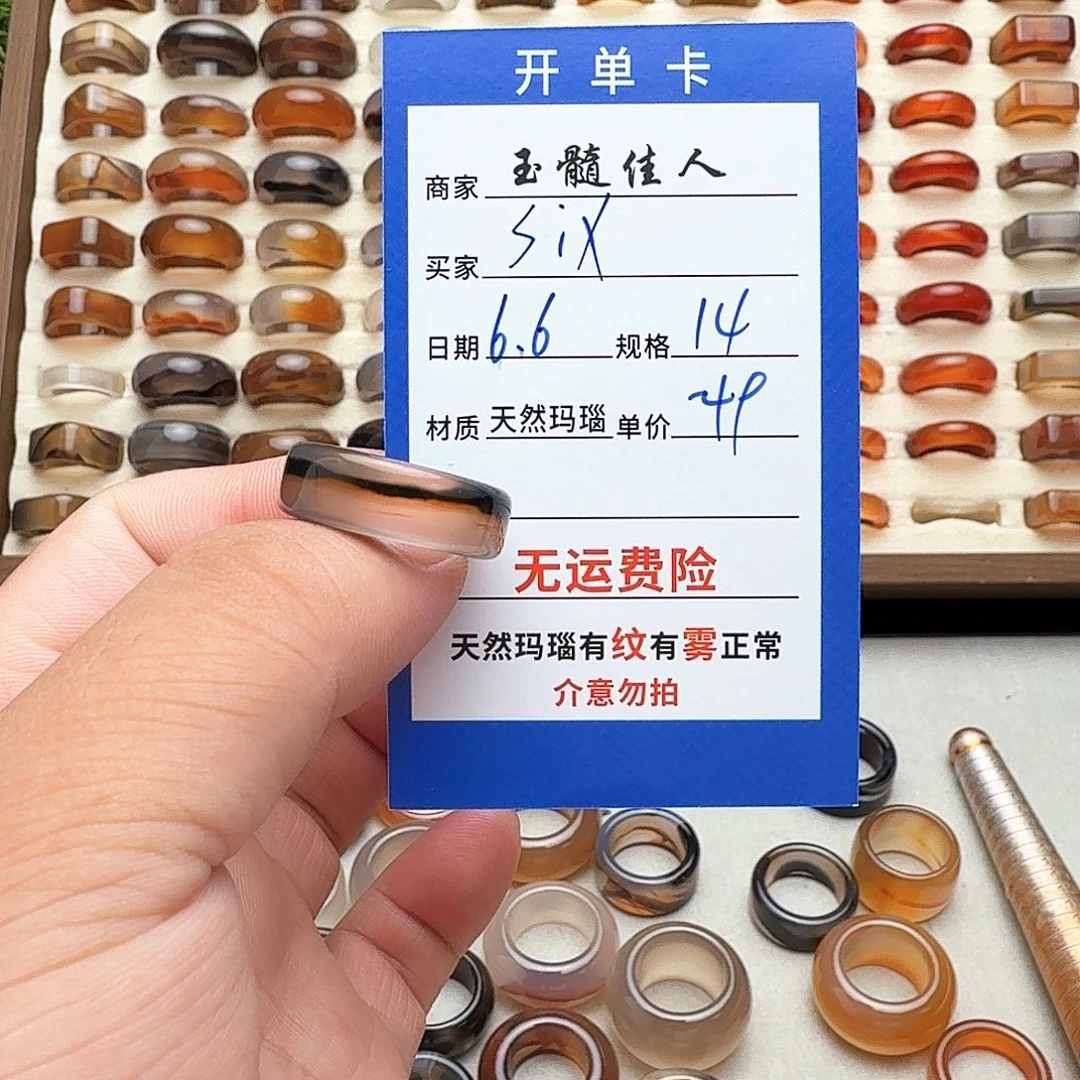 开单卡
商家 玉髓佳人
买家 six
日期 6.6 规格 14
材质 天然玛瑙 单价 49
无运费险
天然玛瑙有纹有雾正常
介意勿拍